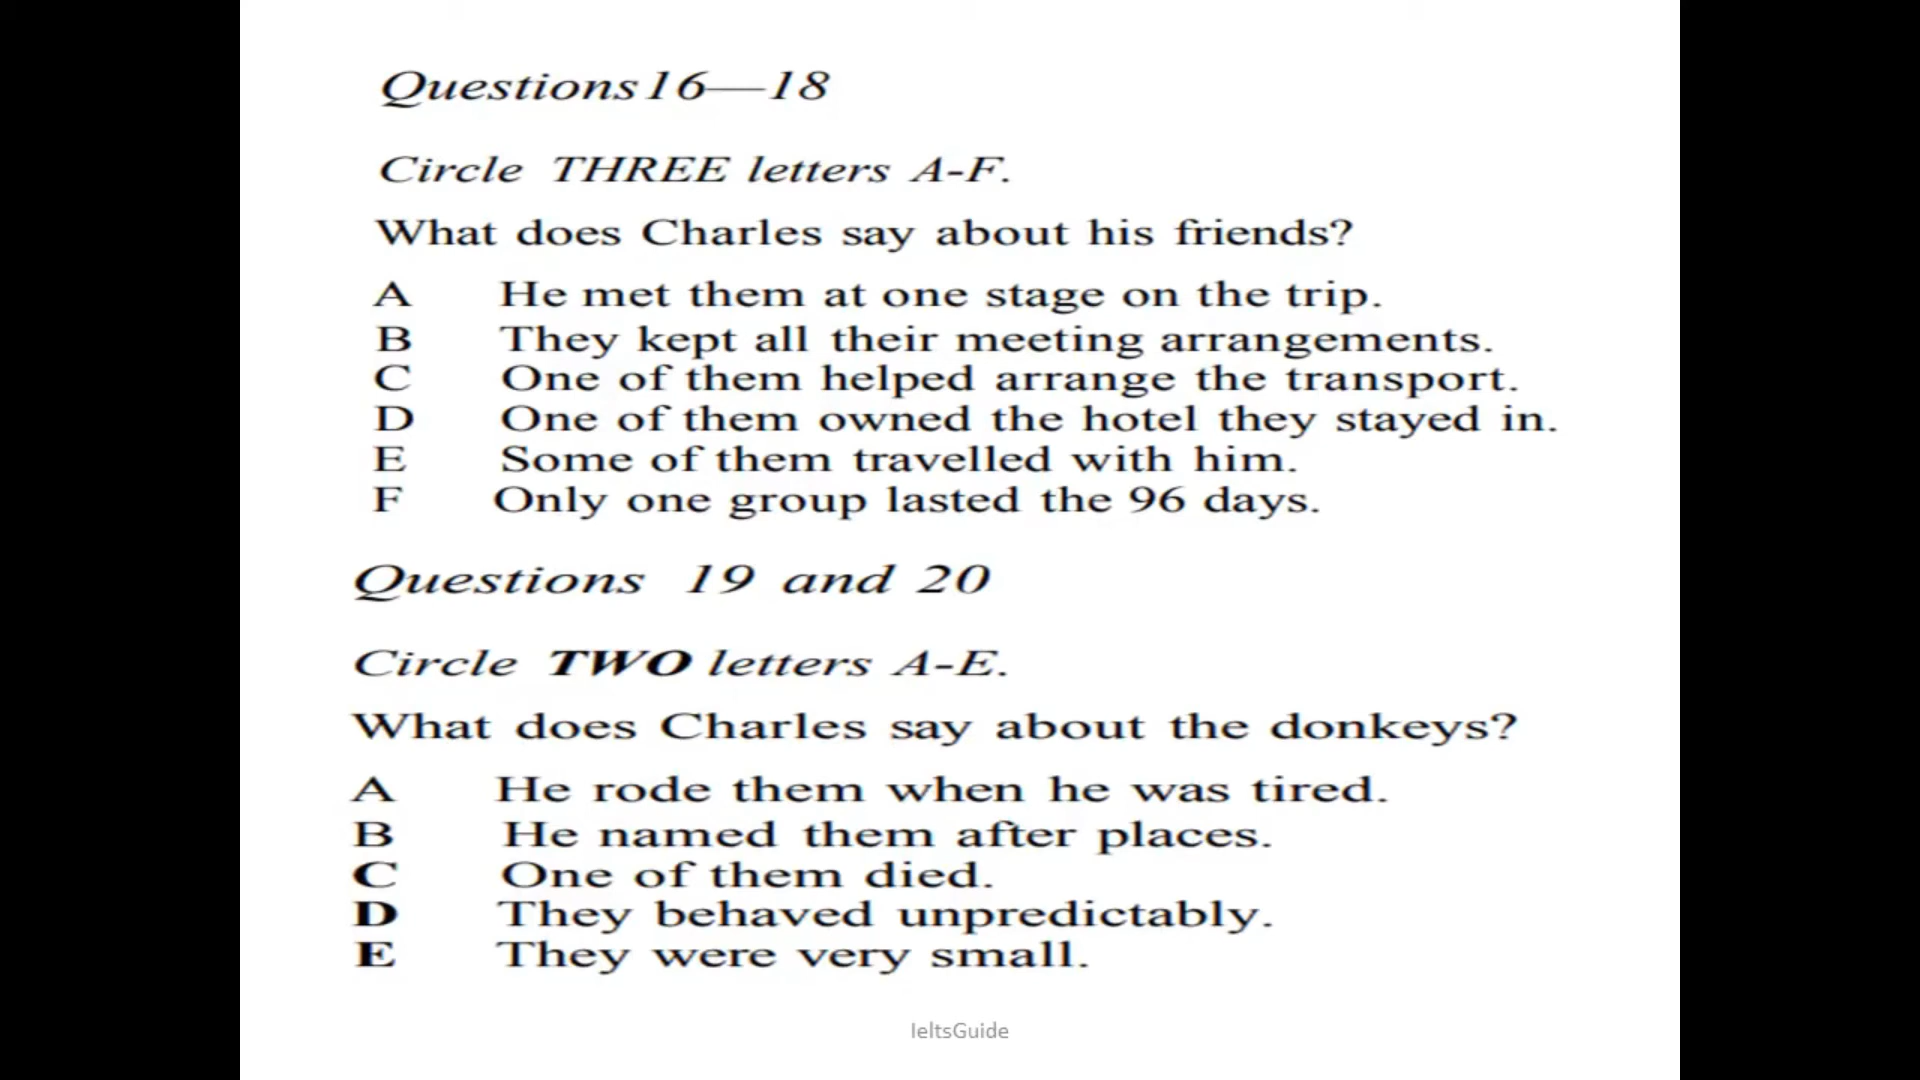 Questions 16—18
Circle THREE letters A-F.
What does Charles say about his friends?
A He met them at one stage on the trip.
B They kept all their meeting arrangements.
C One of them helped arrange the transport.
D One of them owned the hotel they stayed in.
E Some of them travelled with him.
F Only one group lasted the 96 days.
Questions 19 and 20
Circle TWO letters A-E.
What does Charles say about the donkeys?
A He rode them when he was tired.
B He named them after places.
C One of them died.
D They behaved unpredictably.
E They were very small.
IeltsGuide